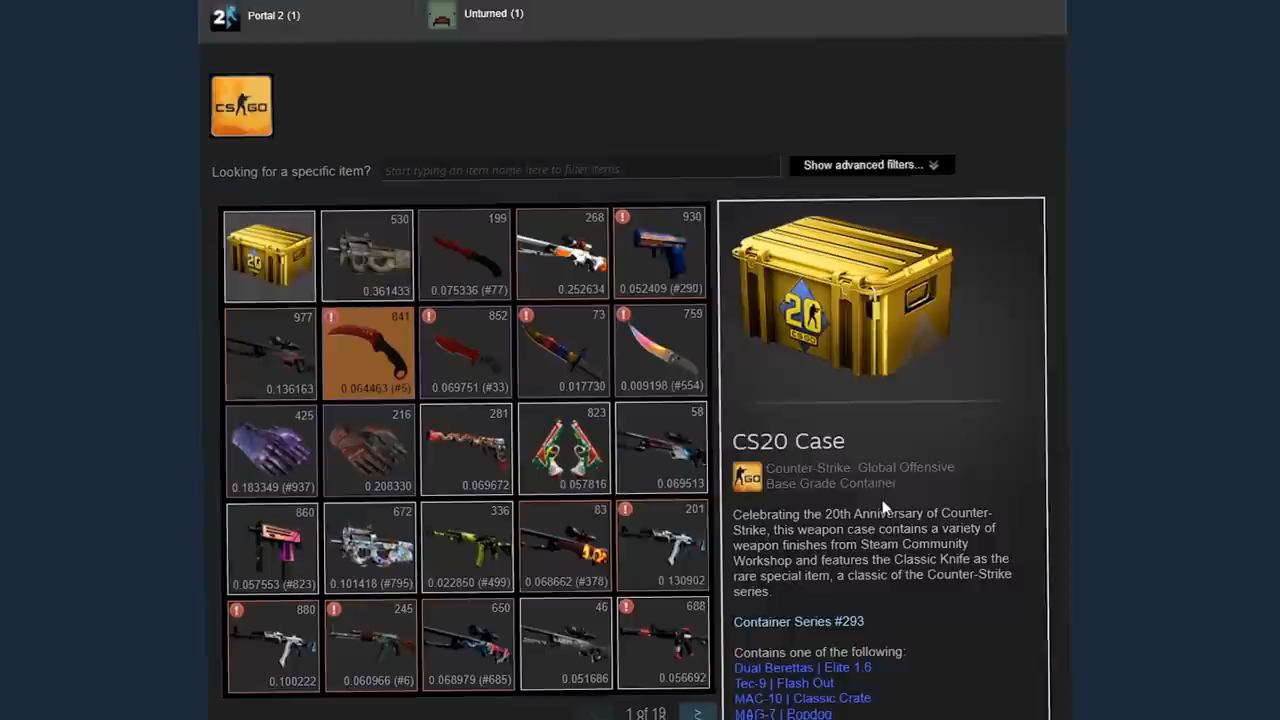 Portal 2 (1)
Unturned (1)
CS GO
Looking for a specific item?
Start typing an item name here to filter items
Show advanced filters...
530
199
268
930
20
0.361433
0.075336 (#77)
0.252634
0.052409 (#290)
977
841
852
73
759
0.136163
0.064463 (#5)
0.069751 (#33)
0.017730
0.009198 (#554)
425
216
281
823
58
0.183349 (#937)
0.208330
0.069672
0.057816
0.069513
860
672
336
83
201
0.057553 (#823)
0.101418 (#795)
0.022850 (#499)
0.068662 (#378)
0.130902
880
245
650
46
688
0.100222
0.060966 (#6)
0.068979 (#685)
0.051686
0.056692
1 of 19
>
20
CSGO
CS20 Case
GO
Counter-Strike: Global Offensive
Base Grade Container
Celebrating the 20th Anniversary of Counter-
Strike, this weapon case contains a variety of
weapon finishes from Steam Community
Workshop and features the Classic Knife as the
rare special item, a classic of the Counter-Strike
series.
Container Series #293
Contains one of the following:
Dual Berettas | Elite 1.6
Tec-9 | Flash Out
MAC-10 | Classic Crate
MAG-7 | Popdog